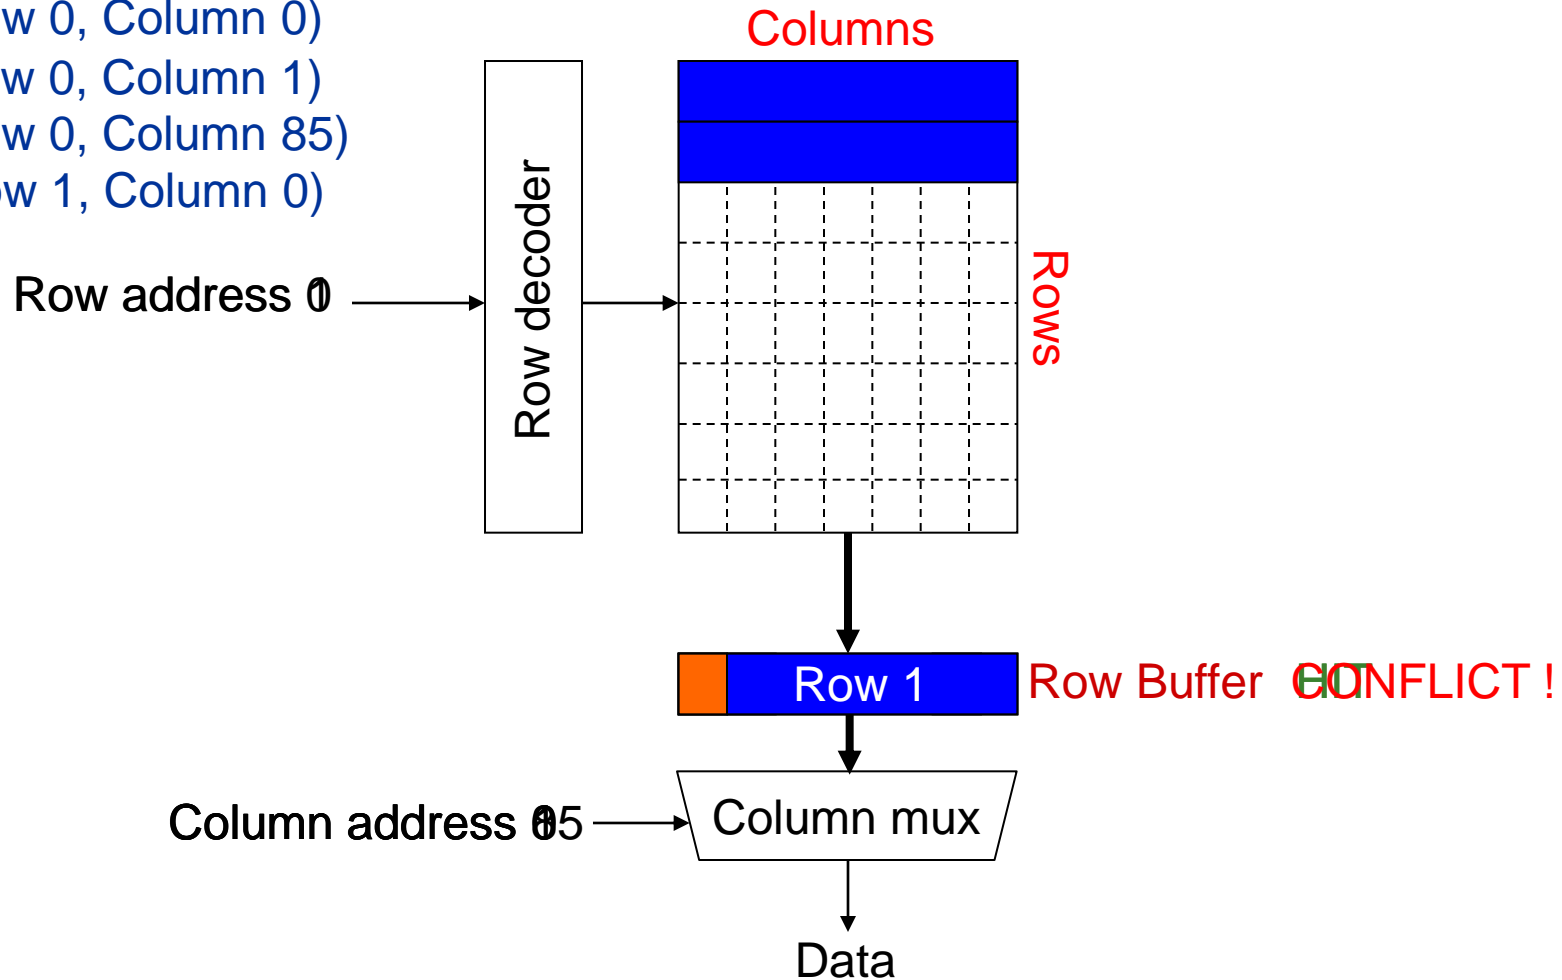 w 0, Column 0)
w 0, Column 1)
w 0, Column 85)
w 1, Column 0)
Columns
Row decoder
Rows
Row address
Row 1
Row Buffer CONFLICT !
Column address
Column mux
Data